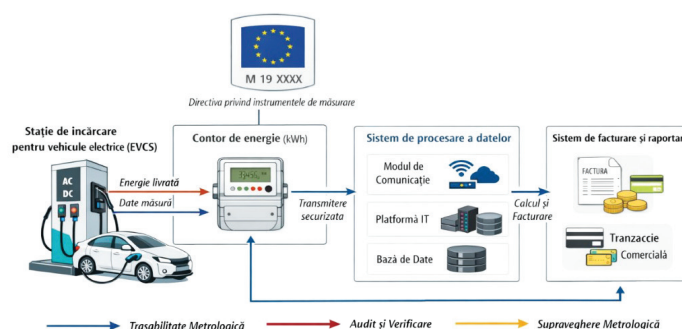 M 19 XXXX
Directiva privind instrumentele de măsurare
Stație de incărcare
pentru vehicule electrice (EVCS)
AC
DC
Energie livrată
Date măsură
Contor de energie (kWh)
Transmitere
securizata
Sistem de procesare a datelor
Modul de
Comunicație
Platformă IT
Bază de Date
Calcul și
Facturare
Sistem de facturare și raportar
FACTURA
Tranzaccie
Comercială
Trasabilitate Metrologică
Audit și Verificare
Supraveghere Metrologică